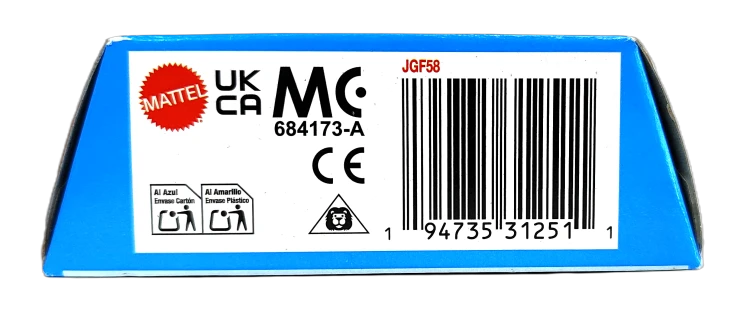 MATTEL
UK
CA
MC
684173-A
CE
Al Azul
Envase Cartón
Al Amarillo
Envase Plástico
JGF58
1 94735 31251 1